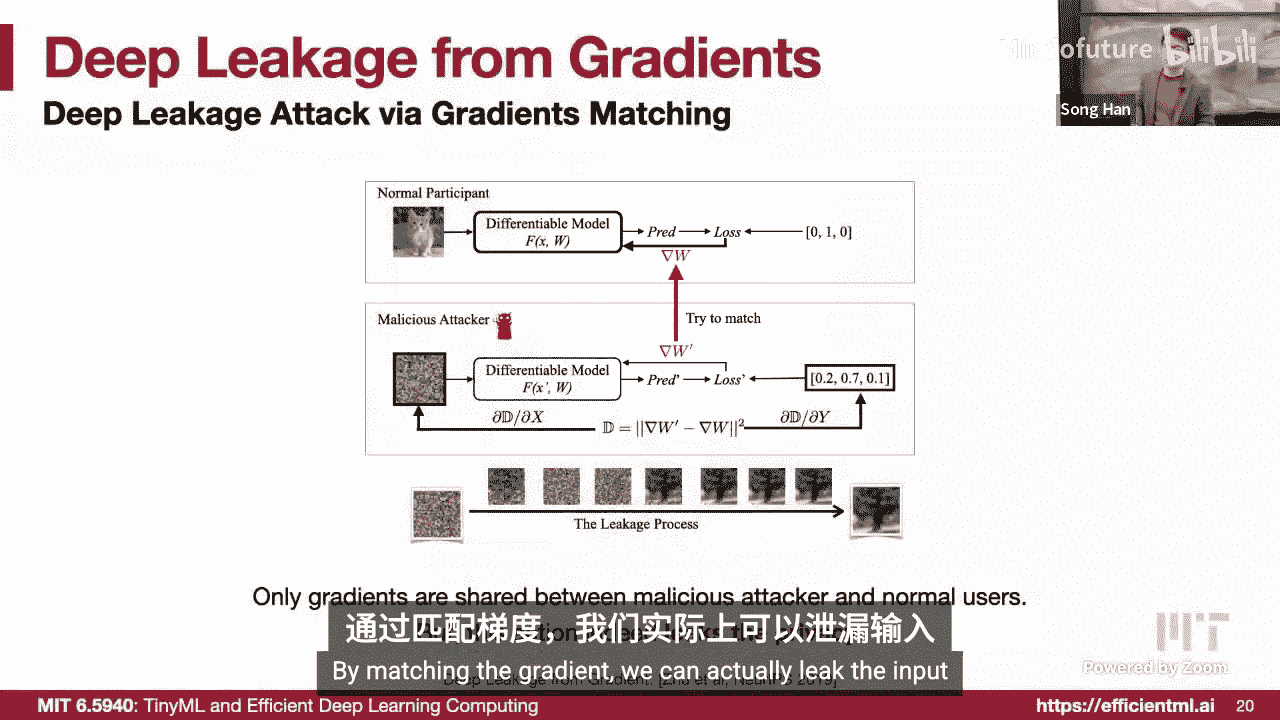 Deep Leakage from Gradients
Deep Leakage Attack via Gradients Matching
bilibili
Song Han
Normal Participant
Differentiable Model
F(x, W)
Pred
Loss
[0, 1, 0]
∇W
Malicious Attacker
Try to match
∇W'
Differentiable Model
F(x', W)
Pred'
Loss'
[0.2, 0.7, 0.1]
∂𝔻/∂X
𝔻 = ||∇W' − ∇W||²
∂𝔻/∂Y
The Leakage Process
Only gradients are shared between malicious attacker and normal users.
通过匹配梯度，我们实际上可以泄漏输入
By matching the gradient, we can actually leak the input
MIT
Powered by Zoom
MIT 6.5940: TinyML and Efficient Deep Learning Computing
https://efficientml.ai
20